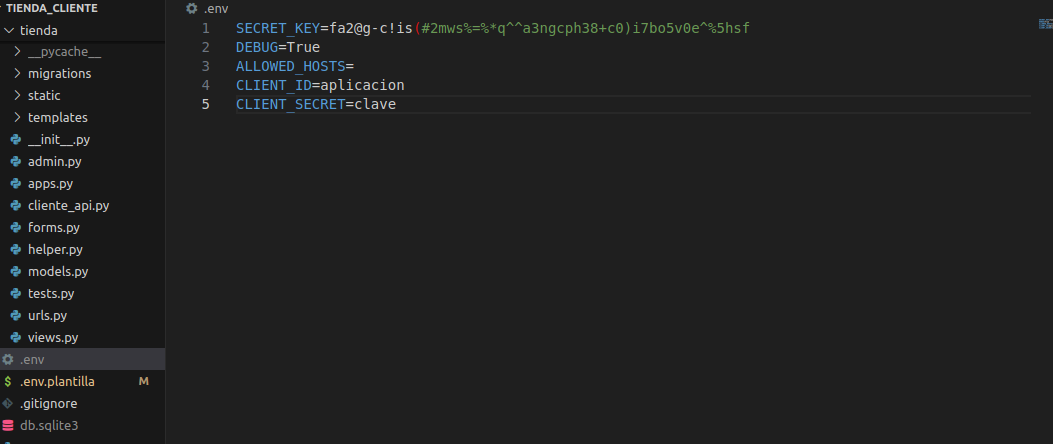 TIENDA_CLIENTE
tienda
__pycache__
migrations
static
templates
__init__.py
admin.py
apps.py
cliente_api.py
forms.py
helper.py
models.py
tests.py
urls.py
views.py
.env
.env.plantilla M
.gitignore
db.sqlite3
.env
1 SECRET_KEY=fa2@g-c!is(#2mws%=%*q^^a3ngcph38+c0)i7bo5v0e^%5hsf
2 DEBUG=True
3 ALLOWED_HOSTS=
4 CLIENT_ID=aplicacion
5 CLIENT_SECRET=clave